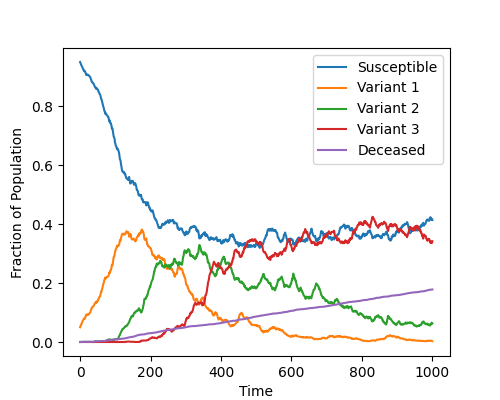 Susceptible
Variant 1
Variant 2
Variant 3
Deceased
Fraction of Population
0.8
0.6
0.4
0.2
0.0
0 200 400 600 800 1000
Time